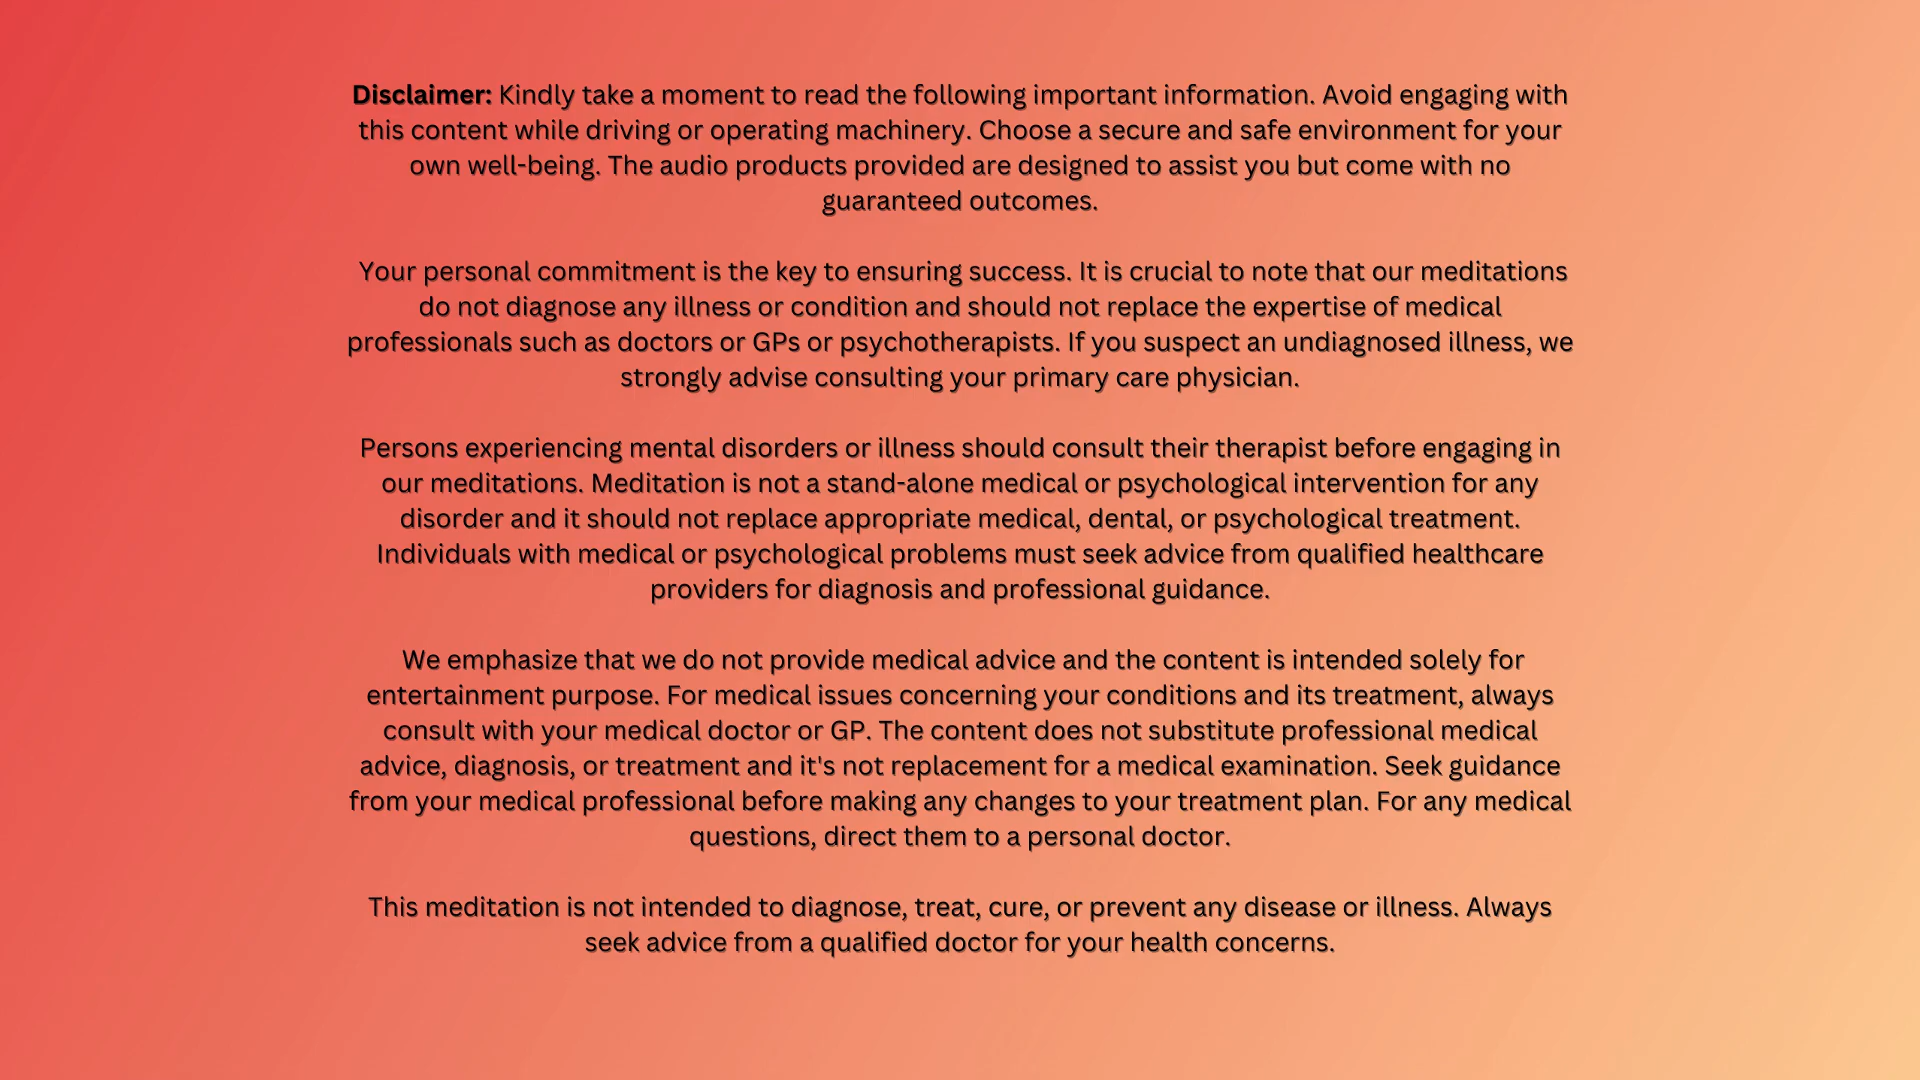 Disclaimer: Kindly take a moment to read the following important information. Avoid engaging with
this content while driving or operating machinery. Choose a secure and safe environment for your
own well-being. The audio products provided are designed to assist you but come with no
guaranteed outcomes.
Your personal commitment is the key to ensuring success. It is crucial to note that our meditations
do not diagnose any illness or condition and should not replace the expertise of medical
professionals such as doctors or GPs or psychotherapists. If you suspect an undiagnosed illness, we
strongly advise consulting your primary care physician.
Persons experiencing mental disorders or illness should consult their therapist before engaging in
our meditations. Meditation is not a stand-alone medical or psychological intervention for any
disorder and it should not replace appropriate medical, dental, or psychological treatment.
Individuals with medical or psychological problems must seek advice from qualified healthcare
providers for diagnosis and professional guidance.
We emphasize that we do not provide medical advice and the content is intended solely for
entertainment purpose. For medical issues concerning your conditions and its treatment, always
consult with your medical doctor or GP. The content does not substitute professional medical
advice, diagnosis, or treatment and it's not replacement for a medical examination. Seek guidance
from your medical professional before making any changes to your treatment plan. For any medical
questions, direct them to a personal doctor.
This meditation is not intended to diagnose, treat, cure, or prevent any disease or illness. Always
seek advice from a qualified doctor for your health concerns.